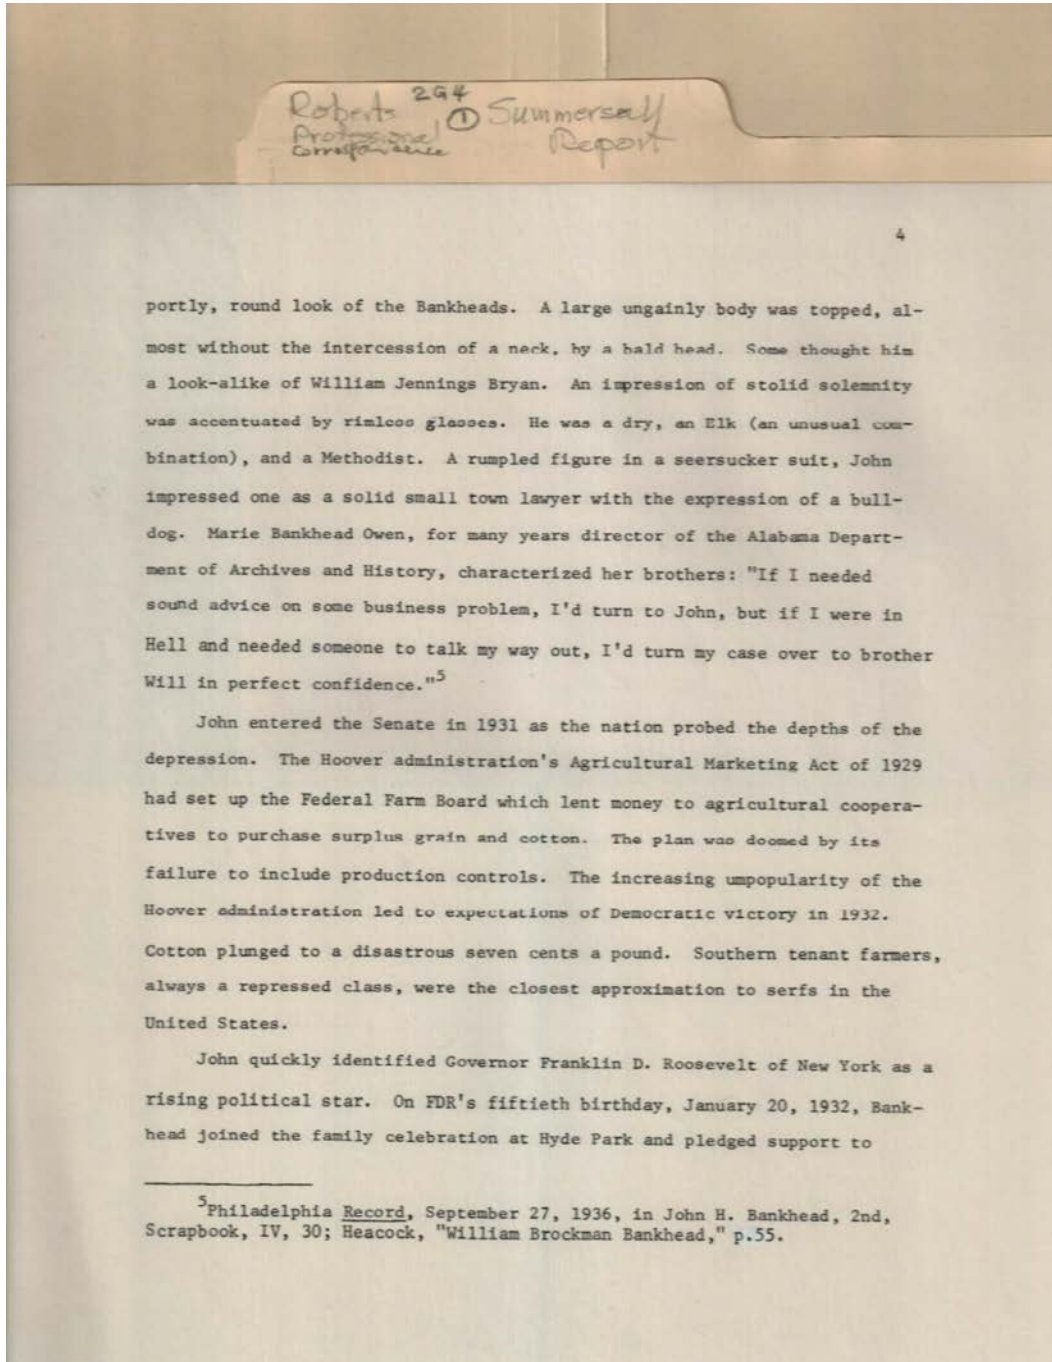 Roberts 2G4 ① Summersell
Professional Report
Correspondence
4
portly, round look of the Bankheads. A large ungainly body was topped, al-
most without the intercession of a neck, by a bald head. Some thought him
a look-alike of William Jennings Bryan. An impression of stolid solemnity
was accentuated by rimless glasses. He was a dry, an Elk (an unusual com-
bination), and a Methodist. A rumpled figure in a seersucker suit, John
impressed one as a solid small town lawyer with the expression of a bull-
dog. Marie Bankhead Owen, for many years director of the Alabama Depart-
ment of Archives and History, characterized her brothers: "If I needed
sound advice on some business problem, I'd turn to John, but if I were in
Hell and needed someone to talk my way out, I'd turn my case over to brother
Will in perfect confidence."5
John entered the Senate in 1931 as the nation probed the depths of the
depression. The Hoover administration's Agricultural Marketing Act of 1929
had set up the Federal Farm Board which lent money to agricultural coopera-
tives to purchase surplus grain and cotton. The plan was doomed by its
failure to include production controls. The increasing umpopularity of the
Hoover administration led to expectations of Democratic victory in 1932.
Cotton plunged to a disastrous seven cents a pound. Southern tenant farmers,
always a repressed class, were the closest approximation to serfs in the
United States.
John quickly identified Governor Franklin D. Roosevelt of New York as a
rising political star. On FDR's fiftieth birthday, January 20, 1932, Bank-
head joined the family celebration at Hyde Park and pledged support to
5Philadelphia Record, September 27, 1936, in John H. Bankhead, 2nd,
Scrapbook, IV, 30; Heacock, "William Brockman Bankhead," p.55.